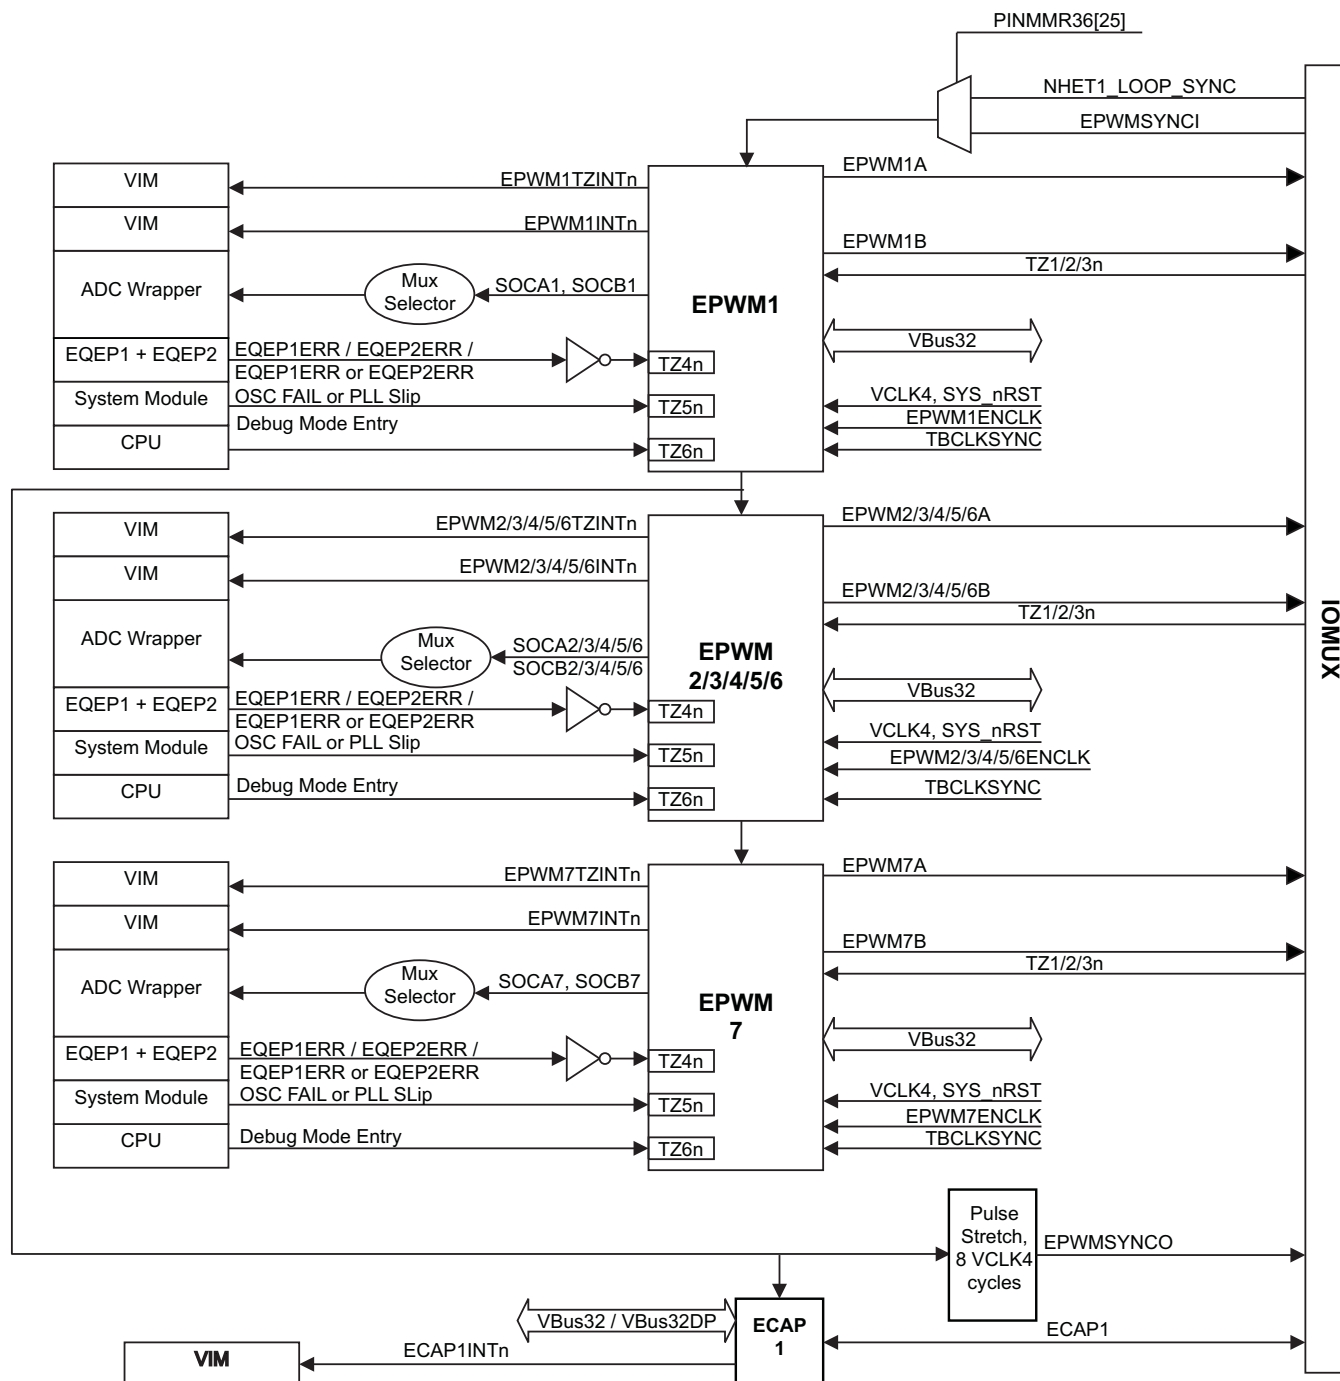 PINMMR36[25]
NHET1_LOOP_SYNC
EPWMSYNCI
VIM
EPWM1TZINTn
EPWM1A
VIM
EPWM1INTn
EPWM1B
TZ1/2/3n
ADC Wrapper
Mux
Selector
SOCA1, SOCB1
EPWM1
VBus32
EQEP1 + EQEP2
EQEP1ERR / EQEP2ERR /
EQEP1ERR or EQEP2ERR
TZ4n
System Module
OSC FAIL or PLL Slip
TZ5n
VCLK4, SYS_nRST
EPWM1ENCLK
TBCLKSYNC
CPU
Debug Mode Entry
TZ6n
VIM
EPWM2/3/4/5/6TZINTn
EPWM2/3/4/5/6A
VIM
EPWM2/3/4/5/6INTn
EPWM2/3/4/5/6B
TZ1/2/3n
IOMUX
ADC Wrapper
Mux
Selector
SOCA2/3/4/5/6
SOCB2/3/4/5/6
EPWM
2/3/4/5/6
VBus32
EQEP1 + EQEP2
EQEP1ERR / EQEP2ERR /
EQEP1ERR or EQEP2ERR
TZ4n
System Module
OSC FAIL or PLL Slip
TZ5n
VCLK4, SYS_nRST
EPWM2/3/4/5/6ENCLK
TBCLKSYNC
CPU
Debug Mode Entry
TZ6n
VIM
EPWM7TZINTn
EPWM7A
VIM
EPWM7INTn
EPWM7B
TZ1/2/3n
ADC Wrapper
Mux
Selector
SOCA7, SOCB7
EPWM
7
VBus32
EQEP1 + EQEP2
EQEP1ERR / EQEP2ERR /
EQEP1ERR or EQEP2ERR
TZ4n
System Module
OSC FAIL or PLL SLip
TZ5n
VCLK4, SYS_nRST
EPWM7ENCLK
TBCLKSYNC
CPU
Debug Mode Entry
TZ6n
Pulse
Stretch,
8 VCLK4
cycles
EPWMSYNCO
VBus32 / VBus32DP
ECAP
1
ECAP1
VIM
ECAP1INTn